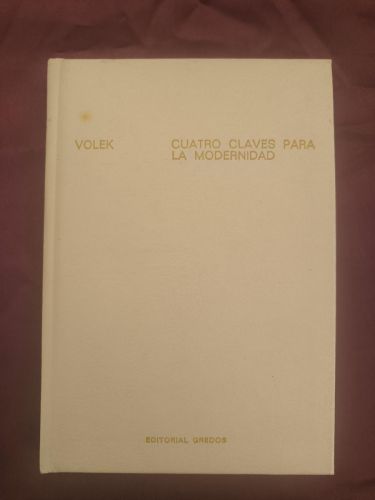 VOLEK
CUATRO CLAVES PARA
LA MODERNIDAD
EDITORIAL GREDOS